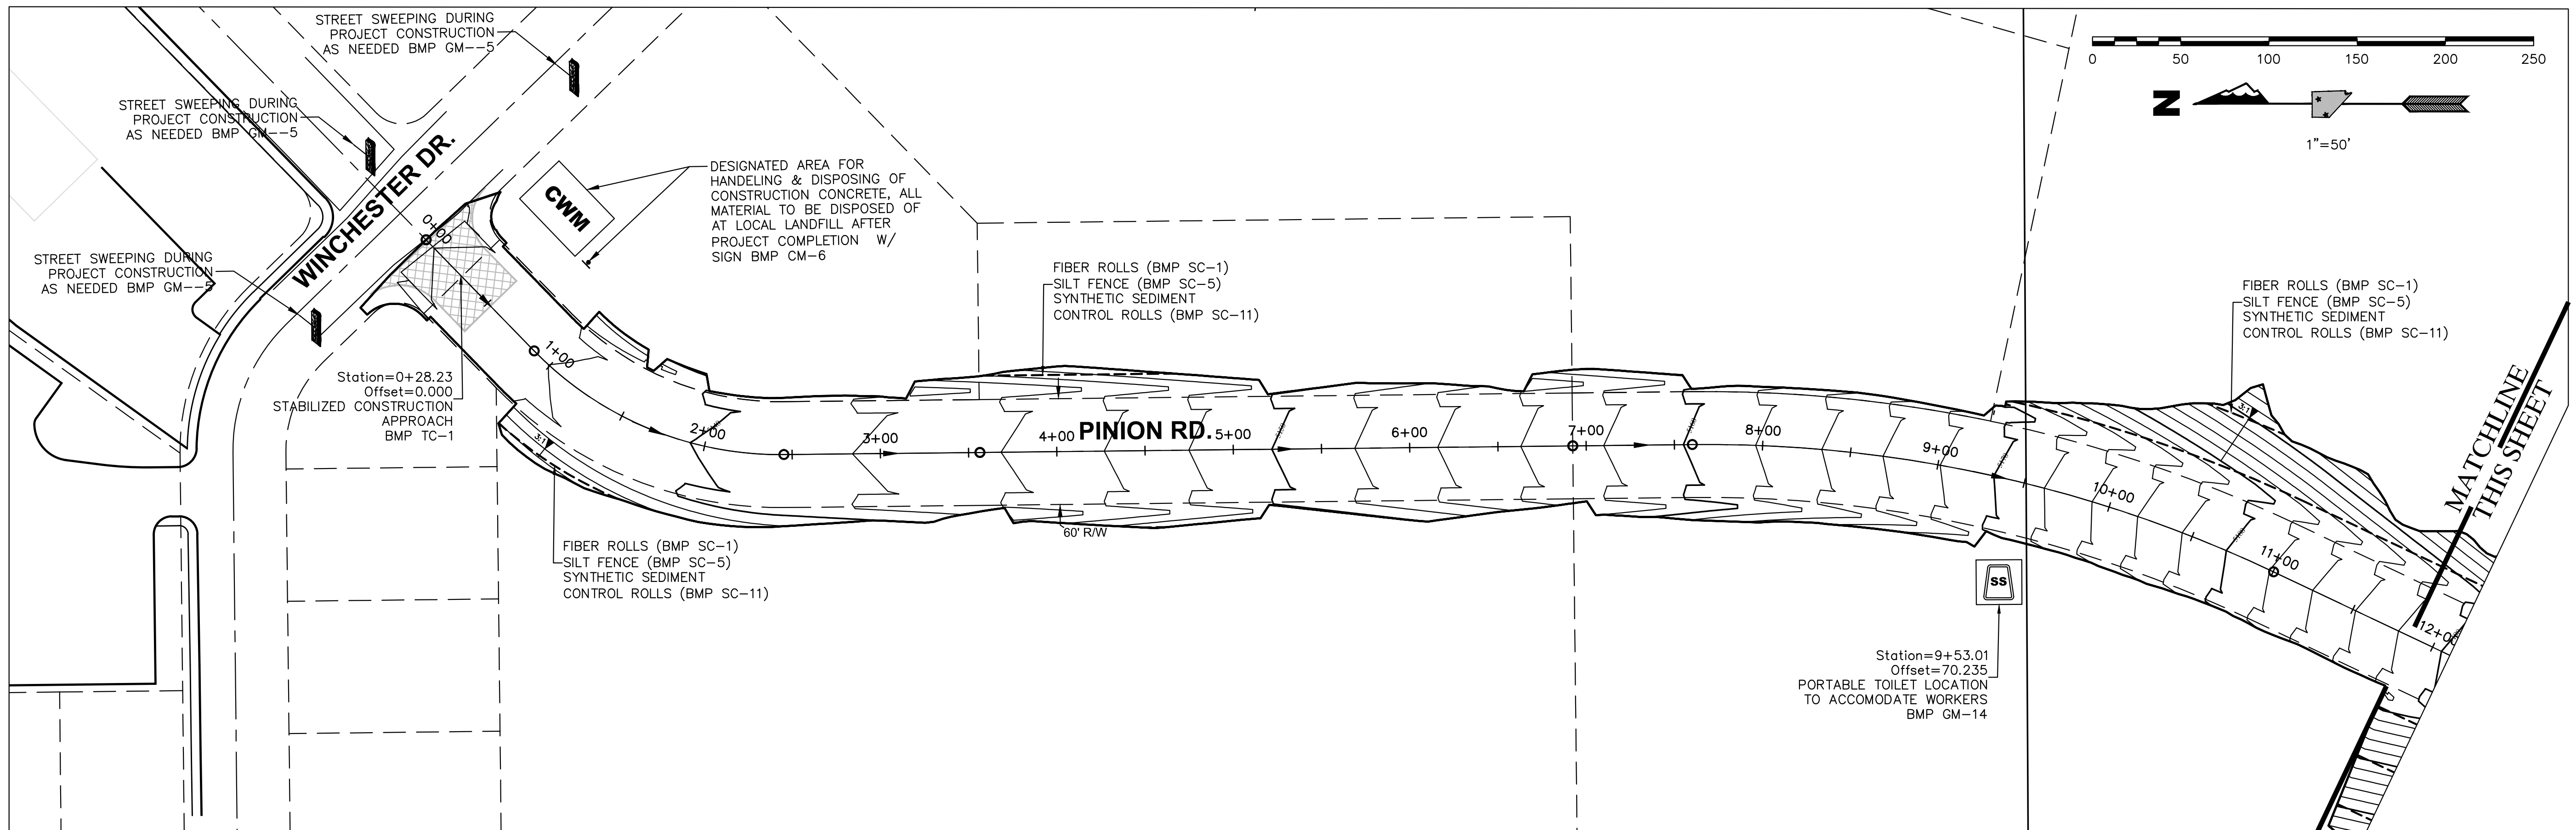 STREET SWEEPING DURING
PROJECT CONSTRUCTION
AS NEEDED BMP GM--5
STREET SWEEPING DURING
PROJECT CONSTRUCTION
AS NEEDED BMP GM--5
STREET SWEEPING DURING
PROJECT CONSTRUCTION
AS NEEDED BMP GM--5
WINCHESTER DR.
CWM
DESIGNATED AREA FOR
HANDELING & DISPOSING OF
CONSTRUCTION CONCRETE, ALL
MATERIAL TO BE DISPOSED OF
AT LOCAL LANDFILL AFTER
PROJECT COMPLETION W/
SIGN BMP CM-6
Station=0+28.23
Offset=0.000
STABILIZED CONSTRUCTION
APPROACH
BMP TC-1
0+00
1+00
2+00
3+00
4+00
PINION RD.
5+00
6+00
7+00
8+00
9+00
10+00
11+00
12+00
3:1
FIBER ROLLS (BMP SC-1)
SILT FENCE (BMP SC-5)
SYNTHETIC SEDIMENT
CONTROL ROLLS (BMP SC-11)
FIBER ROLLS (BMP SC-1)
SILT FENCE (BMP SC-5)
SYNTHETIC SEDIMENT
CONTROL ROLLS (BMP SC-11)
60' R/W
SS
Station=9+53.01
Offset=70.235
PORTABLE TOILET LOCATION
TO ACCOMODATE WORKERS
BMP GM-14
FIBER ROLLS (BMP SC-1)
SILT FENCE (BMP SC-5)
SYNTHETIC SEDIMENT
CONTROL ROLLS (BMP SC-11)
3:1
MATCHLINE
THIS SHEET
0 50 100 150 200 250
N
1"=50'